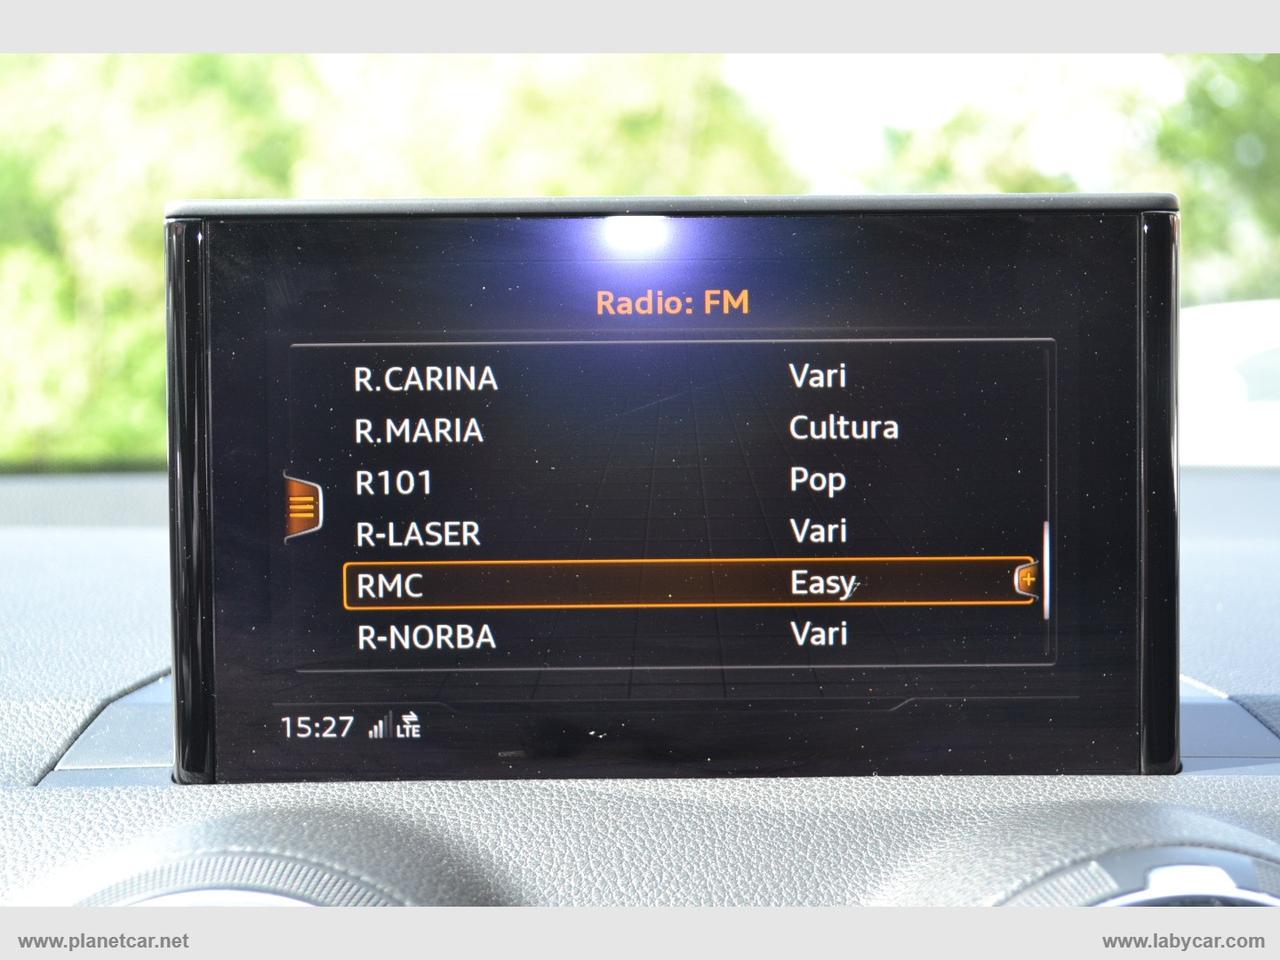 Radio: FM
R.CARINA Vari
R.MARIA Cultura
R101 Pop
R-LASER Vari
RMC Easy
R-NORBA Vari
15:27 LTE
www.planetcar.net www.labycar.com